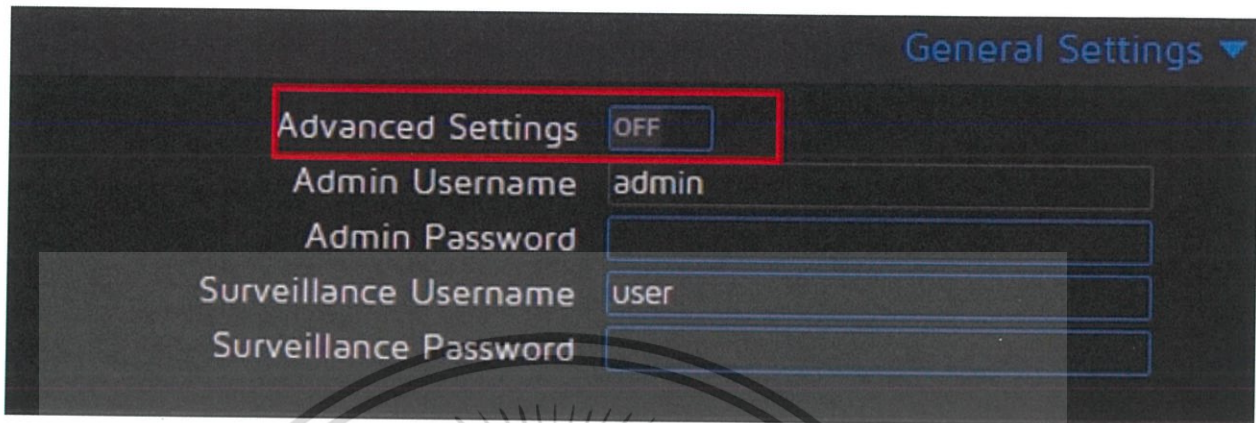 General Settings
Advanced Settings OFF
Admin Username admin
Admin Password
Surveillance Username user
Surveillance Password